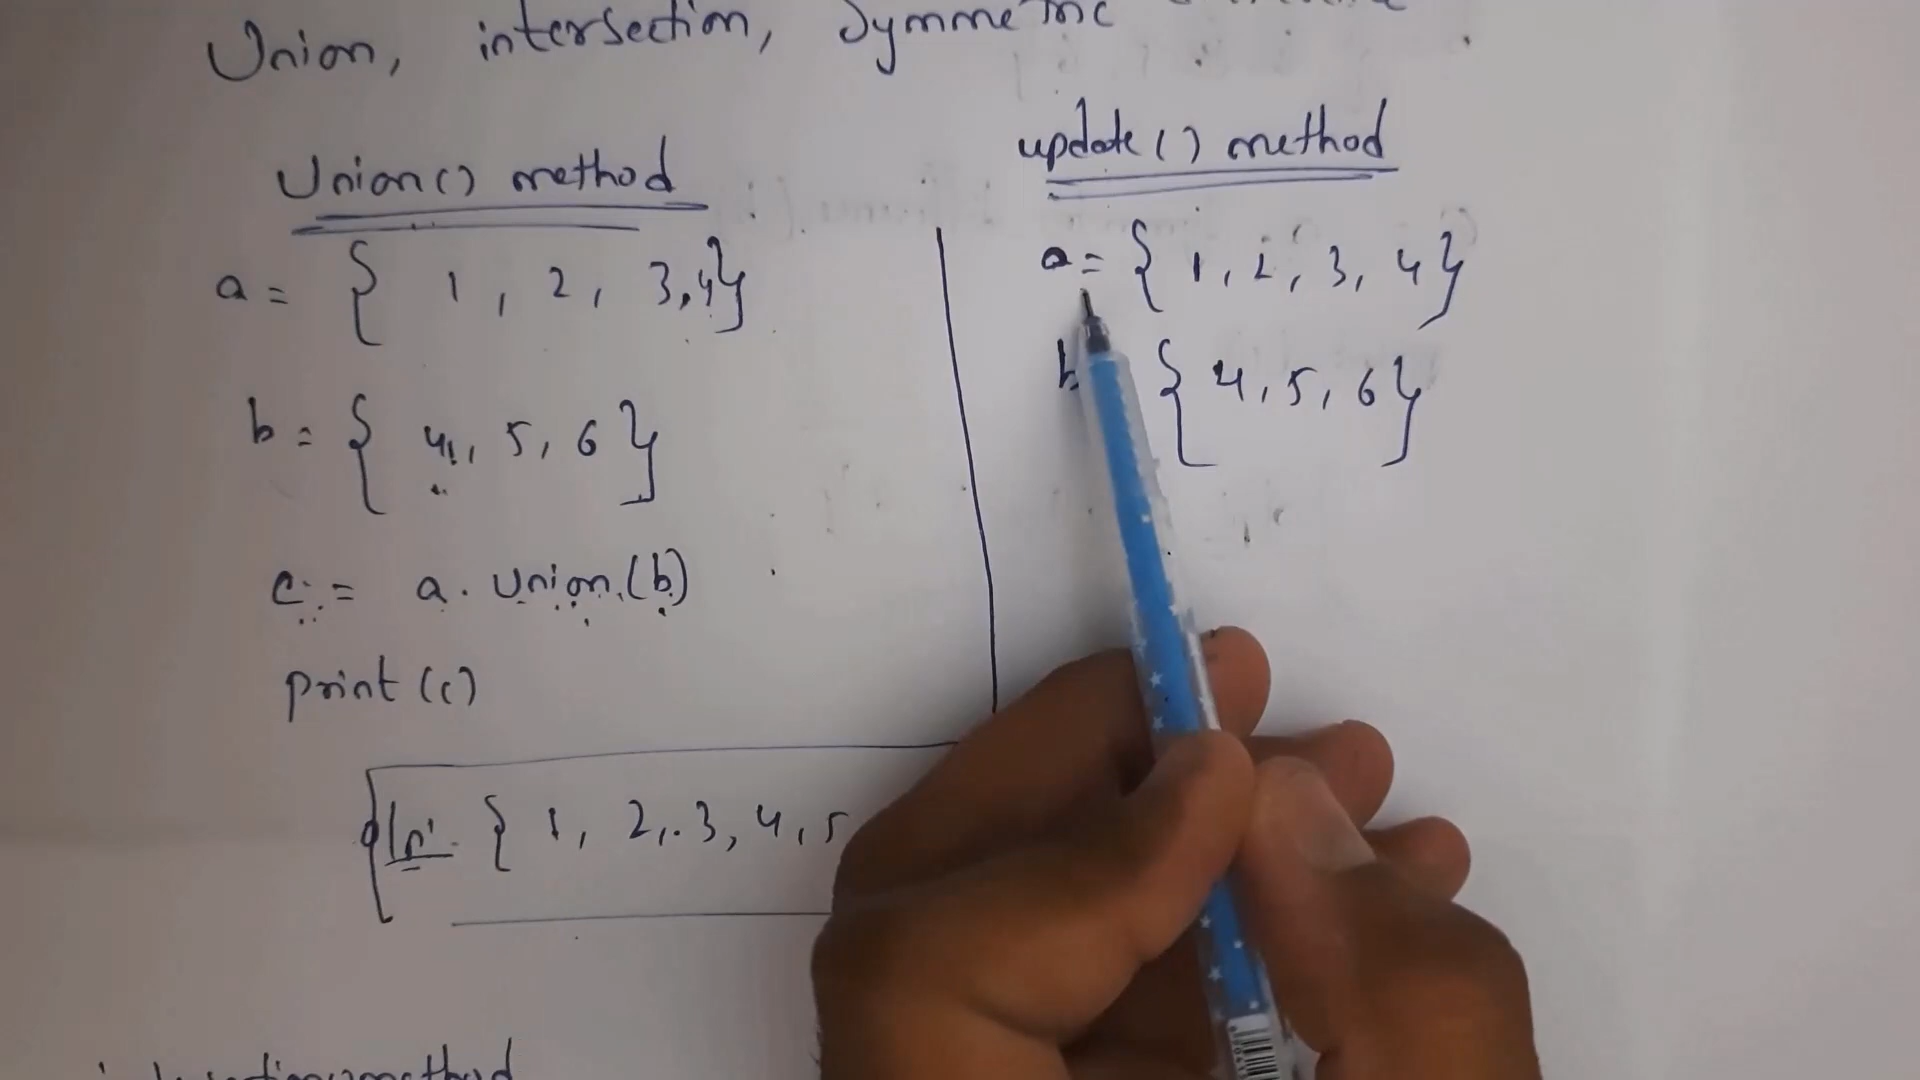 Union, intersection, Symmetric
Union() method
a = { 1, 2, 3,4}
b = { 4, 5, 6 }
c = a. union (b)
print (c)
{ 1, 2, 3, 4, 5
update () method
a = { 1, 2, 3, 4 }
b { 4, 5, 6 }
method